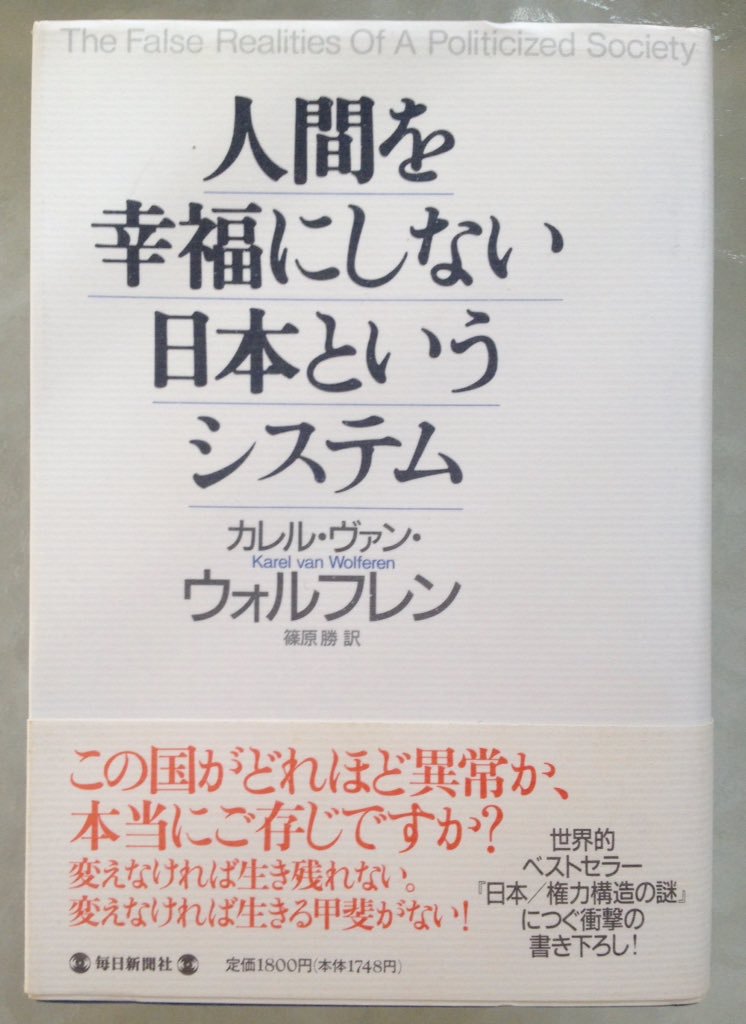 The False Realities Of A Politicized Society
人間を
幸福にしない
日本という
システム
カレル・ヴァン・
Karel van Wolferen
ウォルフレン
篠原勝 訳
この国がどれほど異常か、
本当にご存じですか?
変えなければ生き残れない。
変えなければ生きる甲斐がない!
世界的
ベストセラー
『日本/権力構造の謎』
につぐ衝撃の
書き下ろし!
毎日新聞社
定価1800円(本体1748円)